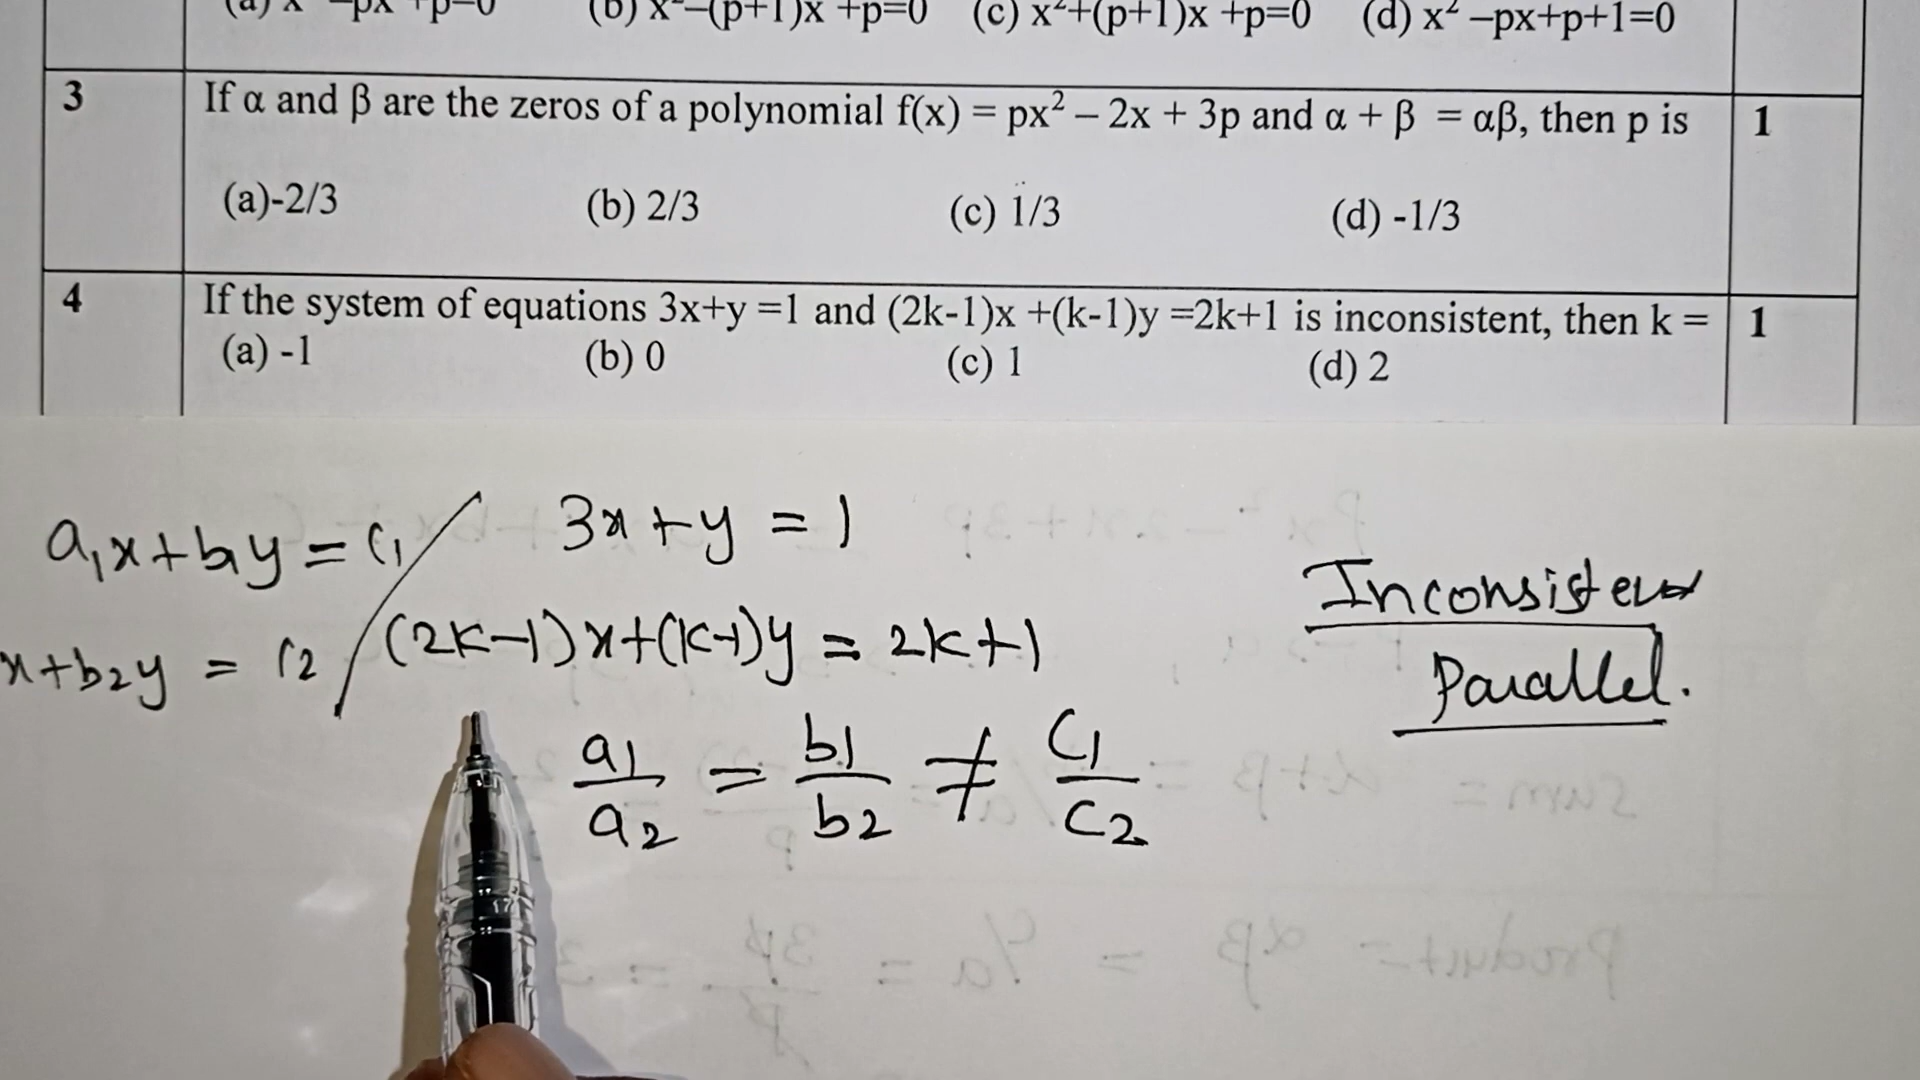 (a) x² –px +p=0 (b) x²–(p+1)x +p=0 (c) x²+(p+1)x +p=0 (d) x² –px+p+1=0
3 If α and β are the zeros of a polynomial f(x) = px² – 2x + 3p and α + β = αβ, then p is 1
(a)-2/3 (b) 2/3 (c) 1/3 (d) -1/3
4 If the system of equations 3x+y =1 and (2k-1)x +(k-1)y =2k+1 is inconsistent, then k = 1
(a) -1 (b) 0 (c) 1 (d) 2
a₁x+b₁y = c₁ / 3x+y = 1
x+b₂y = c₂ / (2k-1)x+(k-1)y = 2k+1
Inconsistent
Parallel.
a₁/a₂ = b₁/b₂ ≠ c₁/c₂